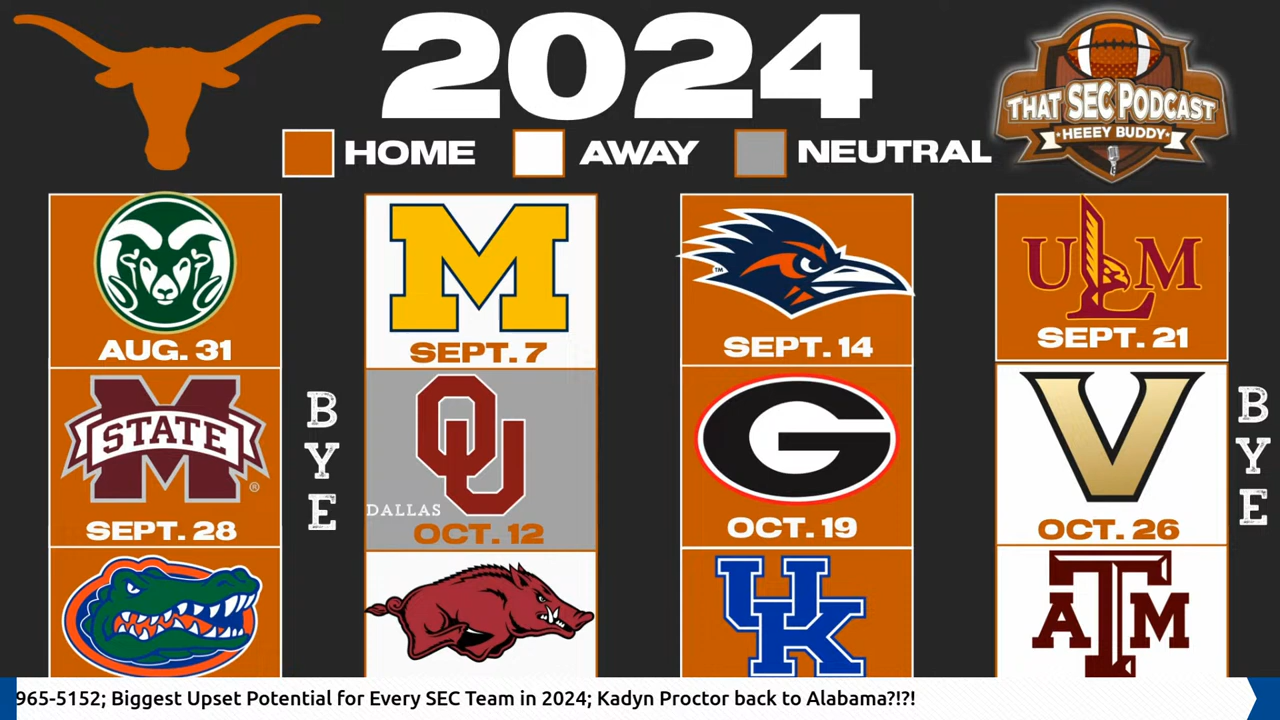 2024
HOME AWAY NEUTRAL
THAT SEC PODCAST
HEEEY BUDDY
AUG. 31
M
SEPT. 7
TM
SEPT. 14
ULM
SEPT. 21
M
STATE
®
SEPT. 28
BYE
OU
DALLAS
OCT. 12
G
OCT. 19
V
OCT. 26
BYE
UK
ATM
965-5152; Biggest Upset Potential for Every SEC Team in 2024; Kadyn Proctor back to Alabama?!?!